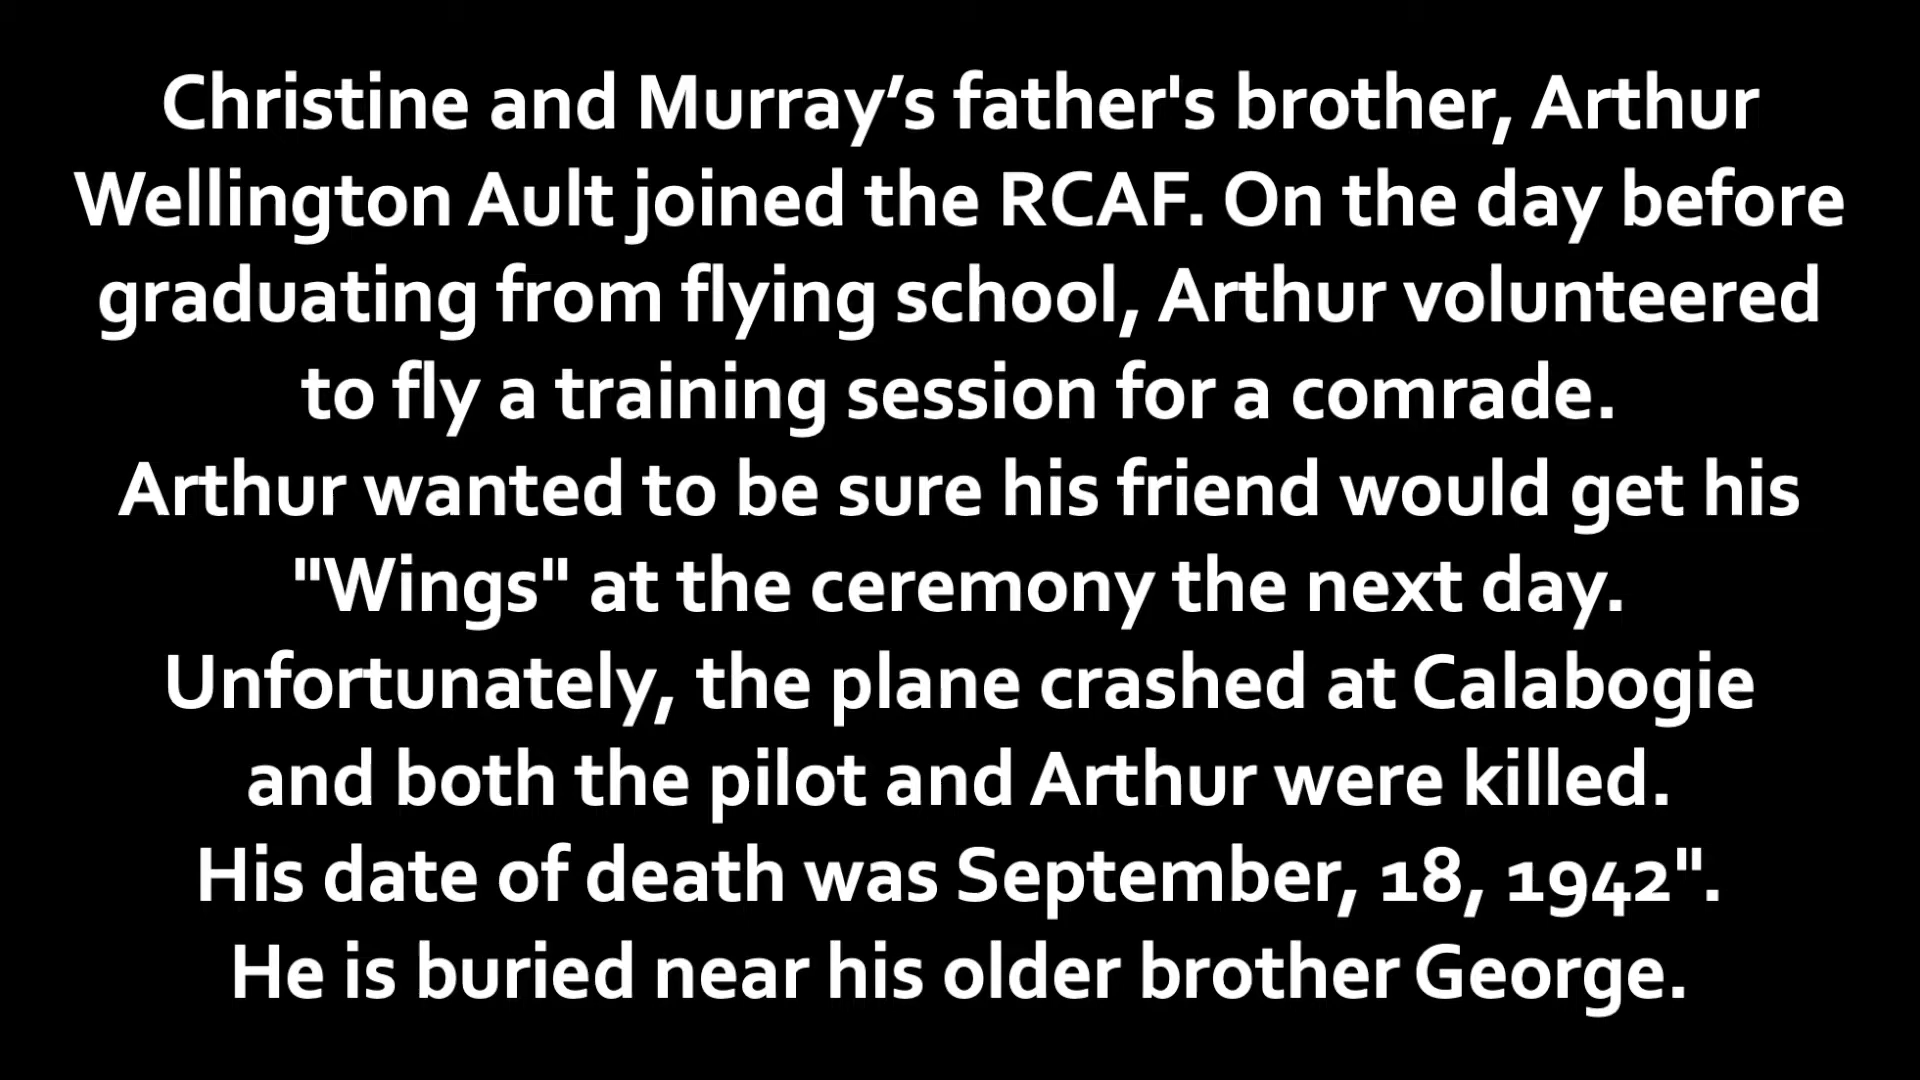 Christine and Murray‘s father's brother, Arthur
Wellington Ault joined the RCAF. On the day before
graduating from flying school, Arthur volunteered
to fly a training session for a comrade.
Arthur wanted to be sure his friend would get his
"Wings" at the ceremony the next day.
Unfortunately, the plane crashed at Calabogie
and both the pilot and Arthur were killed.
His date of death was September, 18, 1942".
He is buried near his older brother George.